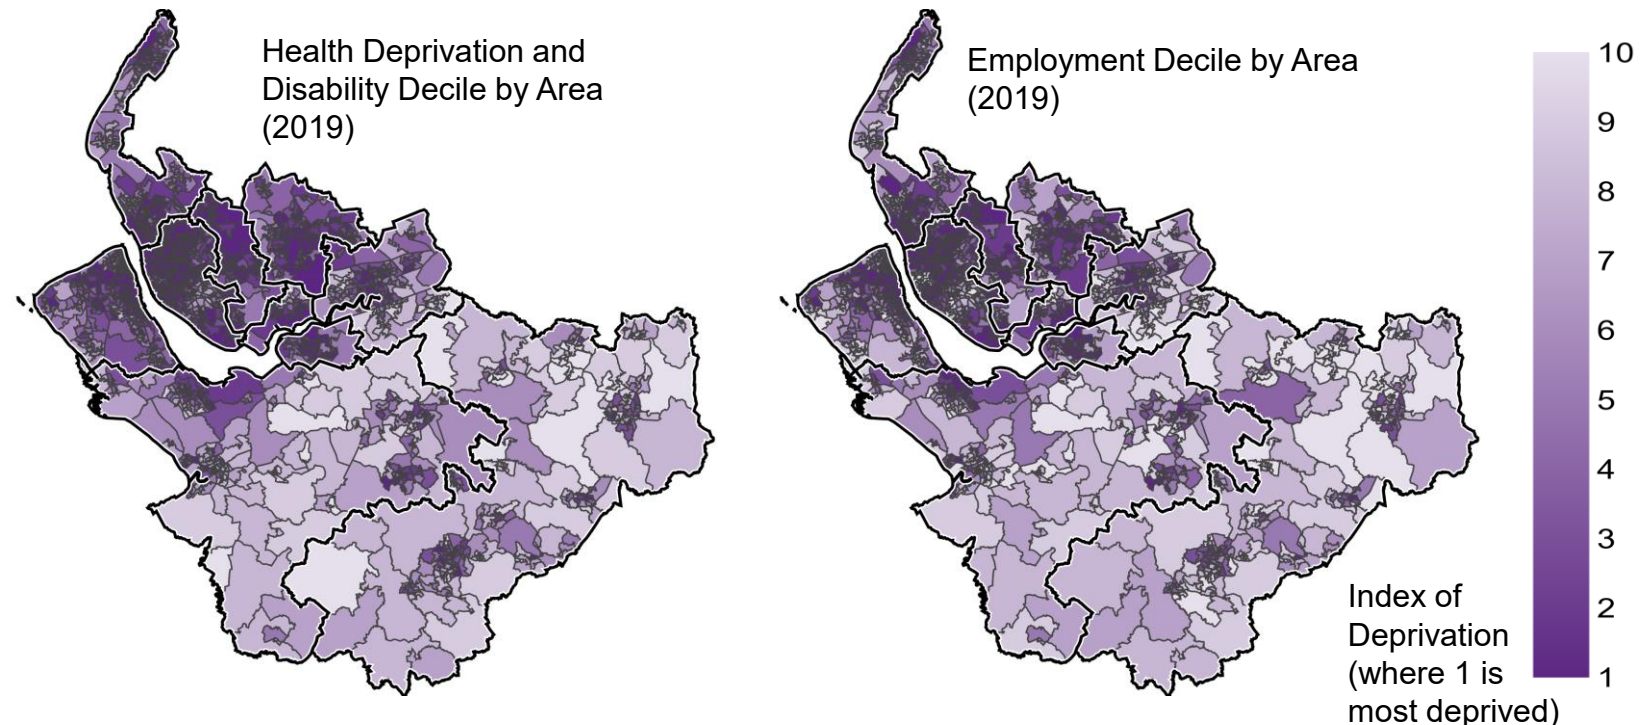 Health Deprivation and
Disability Decile by Area
(2019)
Employment Decile by Area
(2019)
10
9
8
7
6
5
4
3
2
1
Index of
Deprivation
(where 1 is
most deprived)